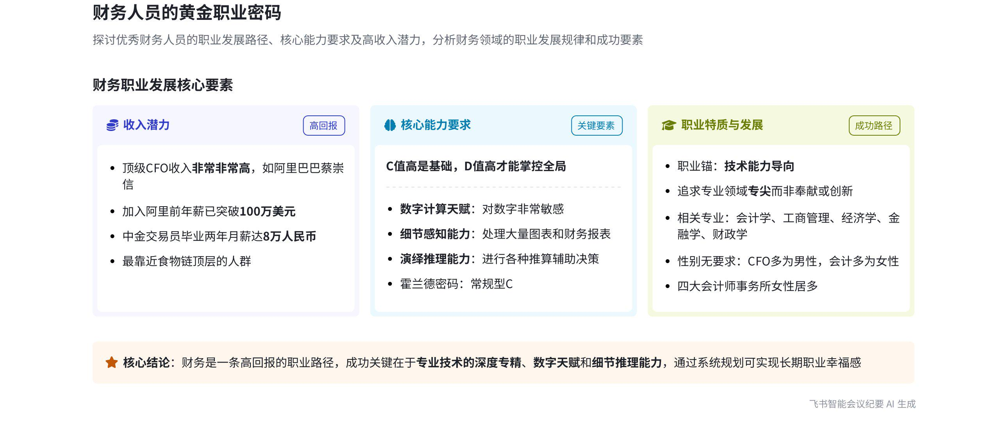 财务人员的黄金职业密码
探讨优秀财务人员的职业发展路径、核心能力要求及高收入潜力，分析财务领域的职业发展规律和成功要素
财务职业发展核心要素
收入潜力
高回报
顶级CFO收入非常非常高，如阿里巴巴蔡崇
信
加入阿里前年薪已突破100万美元
中金交易员毕业两年月薪达8万人民币
最靠近食物链顶层的人群
核心能力要求
关键要素
C值高是基础，D值高才能掌控全局
数字计算天赋：对数字非常敏感
细节感知能力：处理大量图表和财务报表
演绎推理能力：进行各种推算辅助决策
霍兰德密码：常规型C
职业特质与发展
成功路径
职业锚：技术能力导向
追求专业领域专尖而非奉献或创新
相关专业：会计学、工商管理、经济学、金
融学、财政学
性别无要求：CFO多为男性，会计多为女性
四大会计师事务所女性居多
核心结论：财务是一条高回报的职业路径，成功关键在于专业技术的深度专精、数字天赋和细节推理能力，通过系统规划可实现长期职业幸福感
飞书智能会议纪要 AI 生成